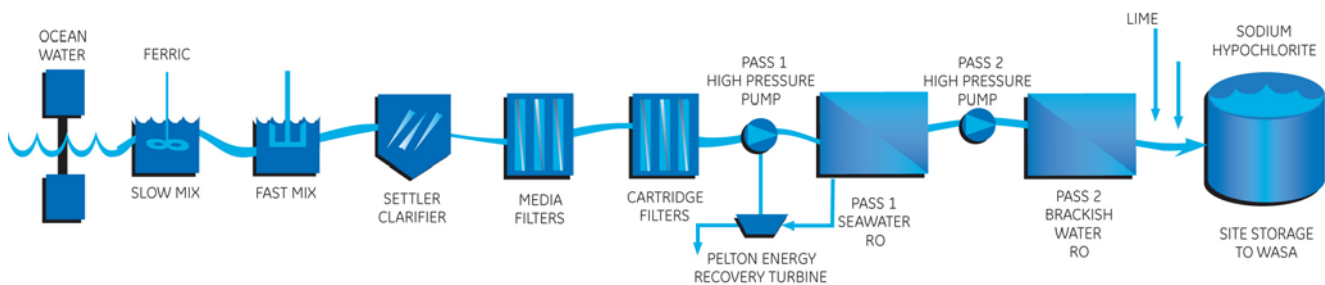 OCEAN
WATER
FERRIC
SLOW MIX
FAST MIX
SETTLER
CLARIFIER
MEDIA
FILTERS
CARTRIDGE
FILTERS
PASS 1
HIGH PRESSURE
PUMP
PELTON ENERGY
RECOVERY TURBINE
PASS 1
SEAWATER
RO
PASS 2
HIGH PRESSURE
PUMP
PASS 2
BRACKISH
WATER
RO
LIME
SODIUM
HYPOCHLORITE
SITE STORAGE
TO WASA